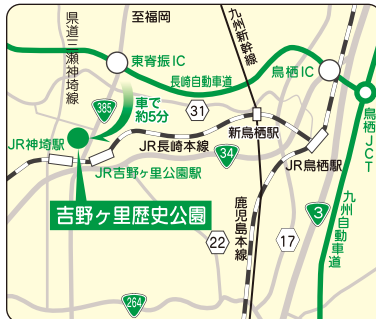 県道三瀬神埼線
至福岡
九州新幹線
東脊振IC
鳥栖IC
長崎自動車道
385
車で
約5分
31
鳥栖JCT
新鳥栖駅
JR神埼駅
JR長崎本線
34
JR鳥栖駅
JR吉野ヶ里公園駅
吉野ヶ里歴史公園
鹿児島本線
3
九州自動車道
22
17
264